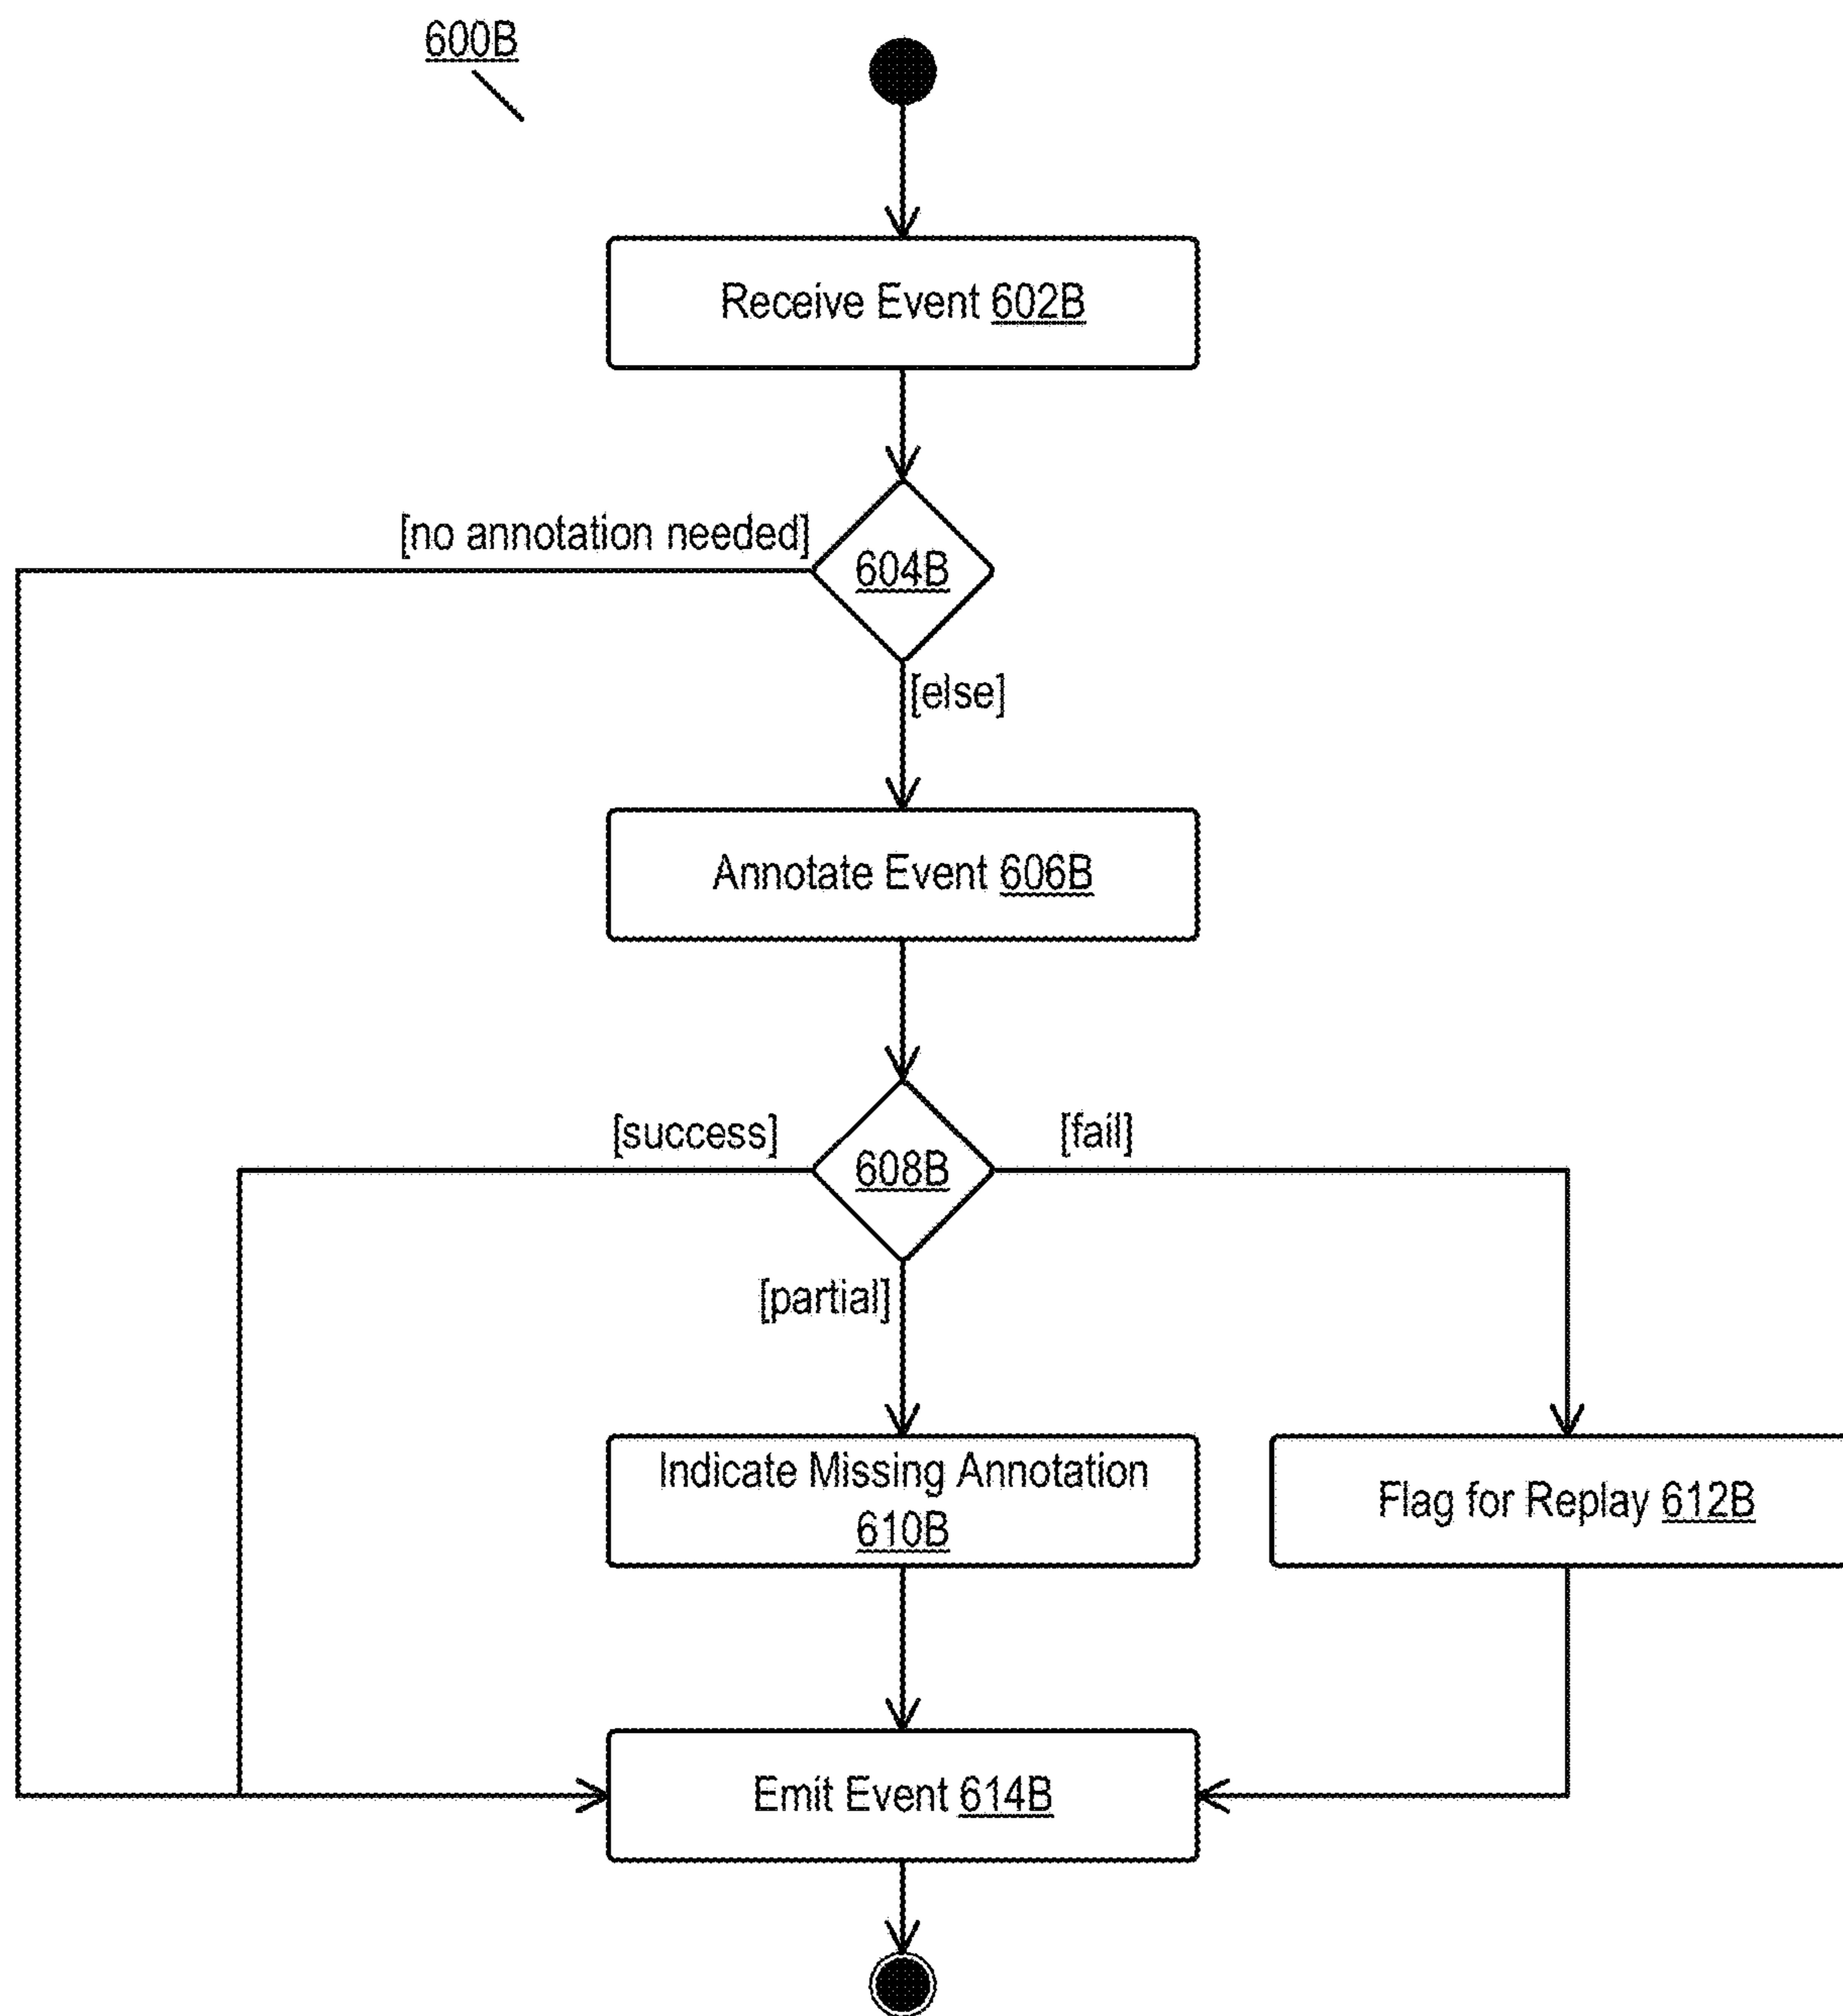 600B
Receive Event 602B
[no annotation needed]
604B
[else]
Annotate Event 606B
[success]
[fail]
608B
[partial]
Indicate Missing Annotation
610B
Flag for Replay 612B
Emit Event 614B